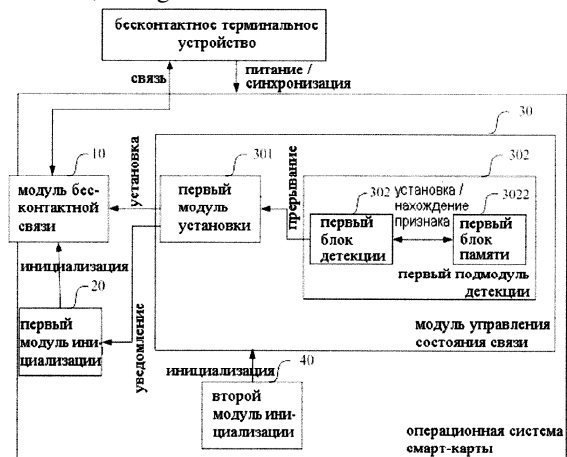 бесконтактное терминальное
устройство
связь
питание /
синхронизация
30
10
модуль бес-
контактной
связи
установка
301
первый
модуль
установки
прерывание
302
302
первый
блок
детекции
установка /
нахождение
признака
3022
первый
блок
памяти
первый подмодуль
детекции
инициализация
20
первый
модуль ини-
циализации
уведомление
модуль управления
состояния связи
инициализация
40
второй
модуль ини-
циализации
операционная система
смарт-карты